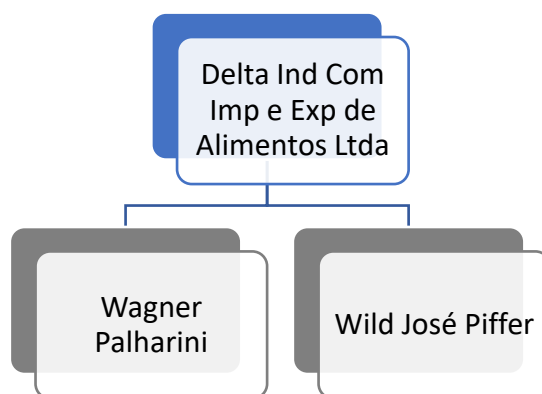 Delta Ind Com
Imp e Exp de
Alimentos Ltda
Wagner
Palharini
Wild José Piffer